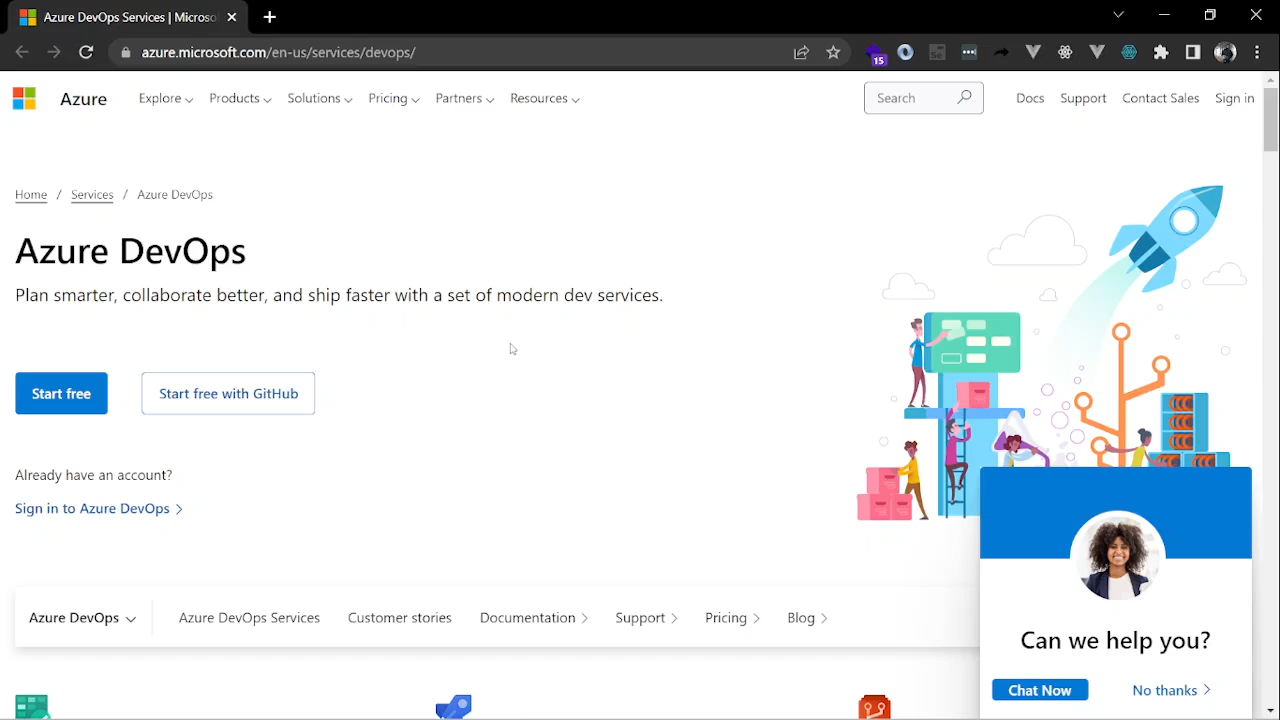 Azure DevOps Services | Microso
azure.microsoft.com/en-us/services/devops/
15
Azure
Explore
Products
Solutions
Pricing
Partners
Resources
Search
Docs
Support
Contact Sales
Sign in
Home / Services / Azure DevOps
Azure DevOps
Plan smarter, collaborate better, and ship faster with a set of modern dev services.
Start free
Start free with GitHub
Already have an account?
Sign in to Azure DevOps
Azure DevOps
Azure DevOps Services
Customer stories
Documentation
Support
Pricing
Blog
Can we help you?
Chat Now
No thanks